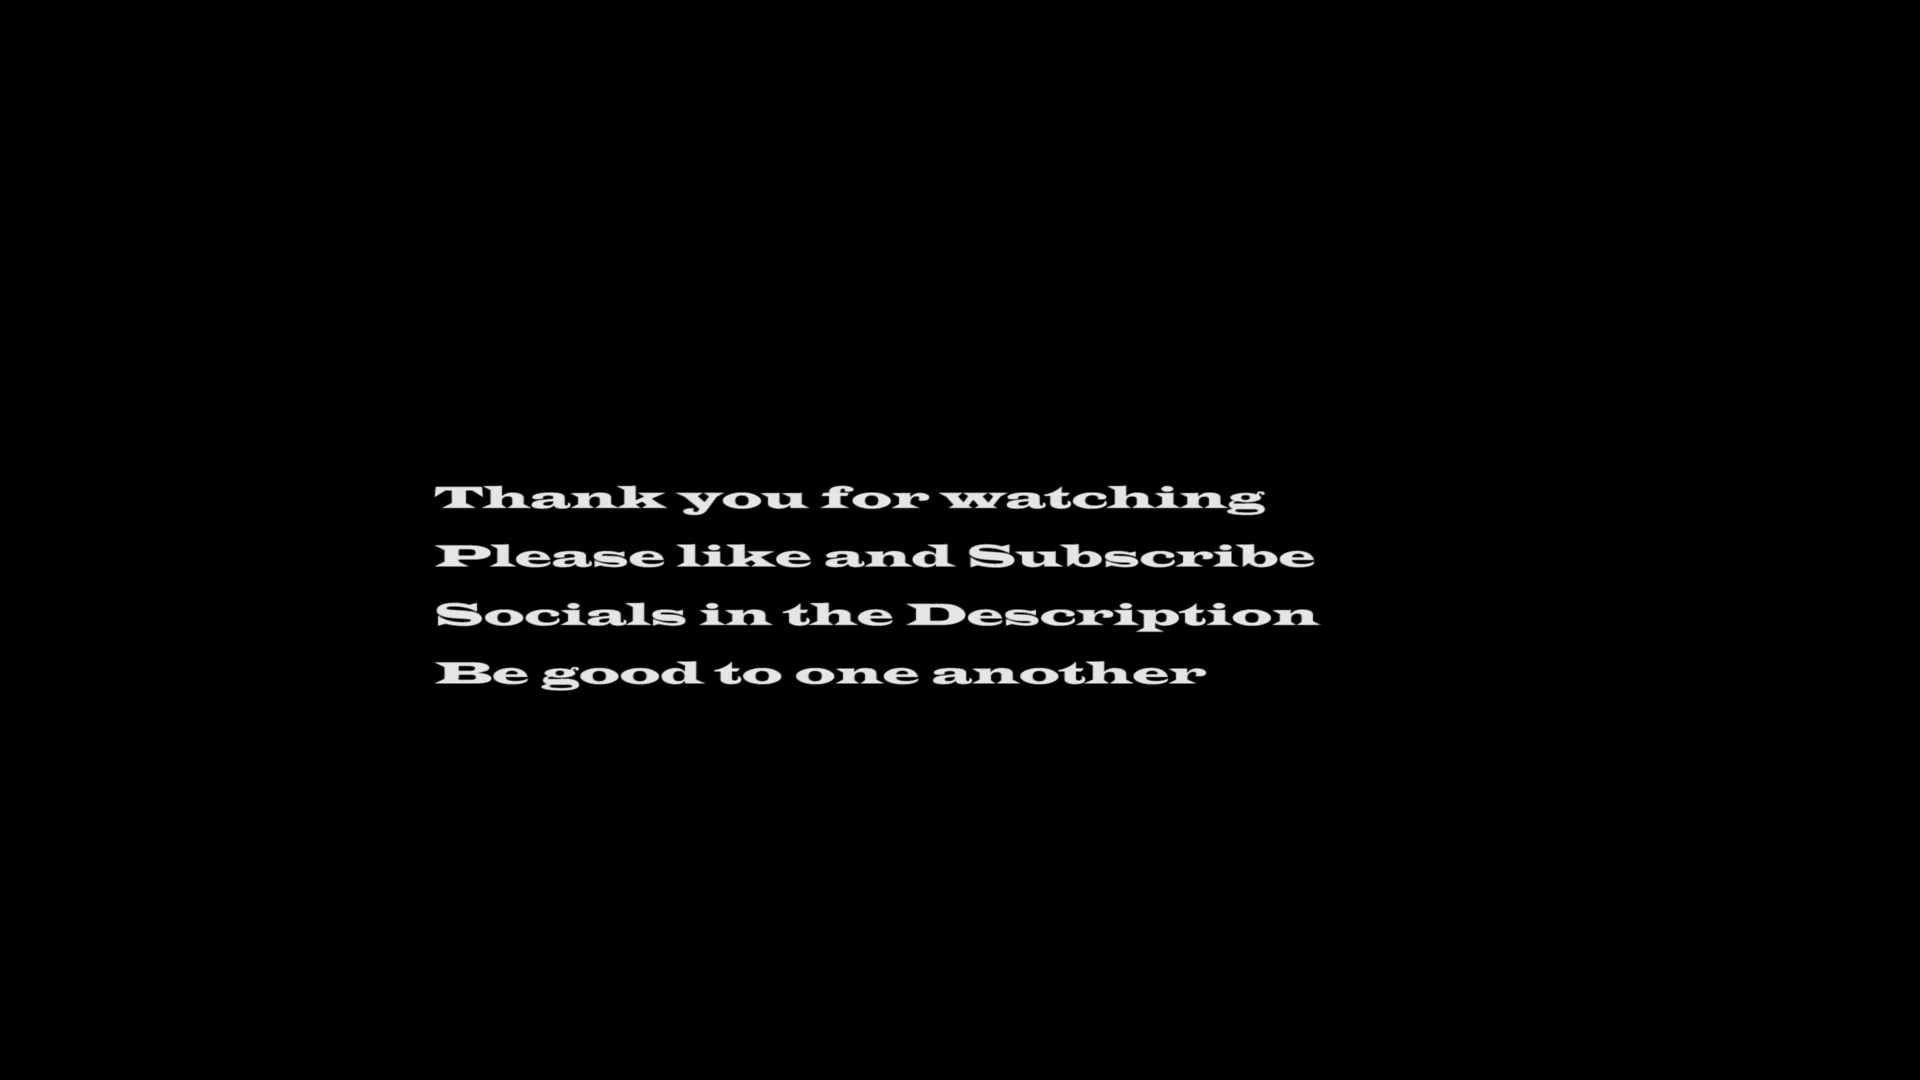 Thank you for watching
Please like and Subscribe
Socials in the Description
Be good to one another